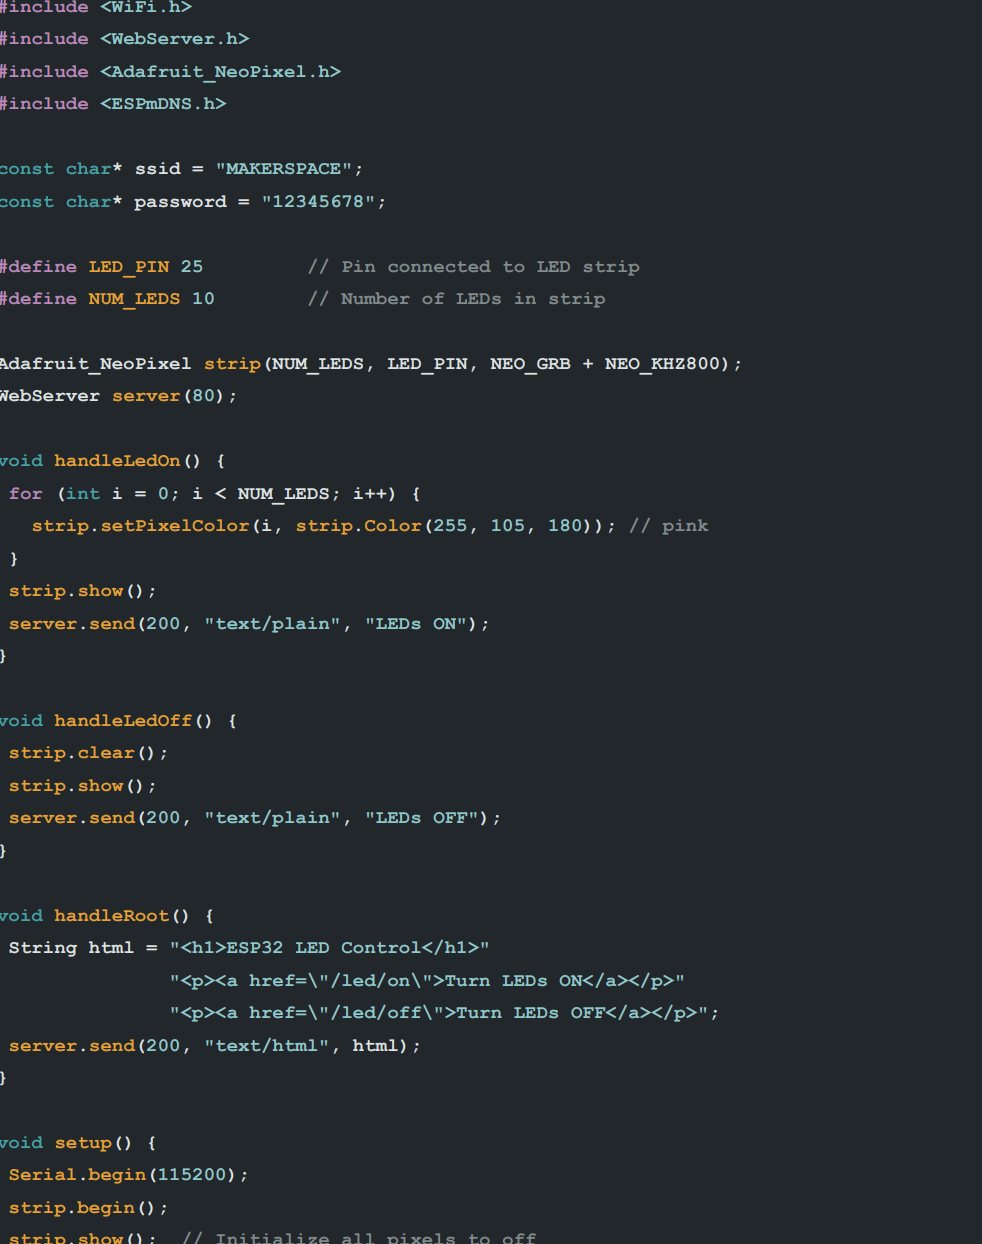 #include <WiFi.h>
#include <WebServer.h>
#include <Adafruit_NeoPixel.h>
#include <ESPmDNS.h>
const char* ssid = "MAKERSPACE";
const char* password = "12345678";
#define LED_PIN 25 // Pin connected to LED strip
#define NUM_LEDS 10 // Number of LEDs in strip
Adafruit_NeoPixel strip(NUM_LEDS, LED_PIN, NEO_GRB + NEO_KHZ800);
WebServer server(80);
void handleLedOn() {
for (int i = 0; i < NUM_LEDS; i++) {
strip.setPixelColor(i, strip.Color(255, 105, 180)); // pink
}
strip.show();
server.send(200, "text/plain", "LEDs ON");
}
void handleLedOff() {
strip.clear();
strip.show();
server.send(200, "text/plain", "LEDs OFF");
}
void handleRoot() {
String html = "<h1>ESP32 LED Control</h1>"
"<p><a href=\"/led/on\">Turn LEDs ON</a></p>"
"<p><a href=\"/led/off\">Turn LEDs OFF</a></p>";
server.send(200, "text/html", html);
}
void setup() {
Serial.begin(115200);
strip.begin();
strip.show(); // Initialize all pixels to off